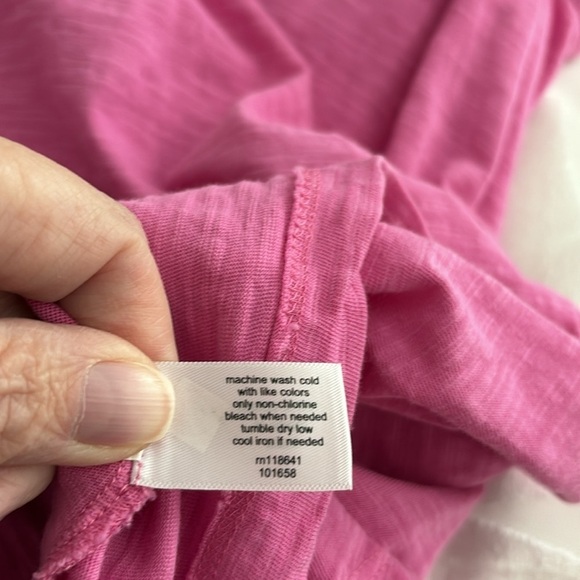 machine wash cold
with like colors
only non-chlorine
bleach when needed
tumble dry low
cool iron if needed
rn118641
101658